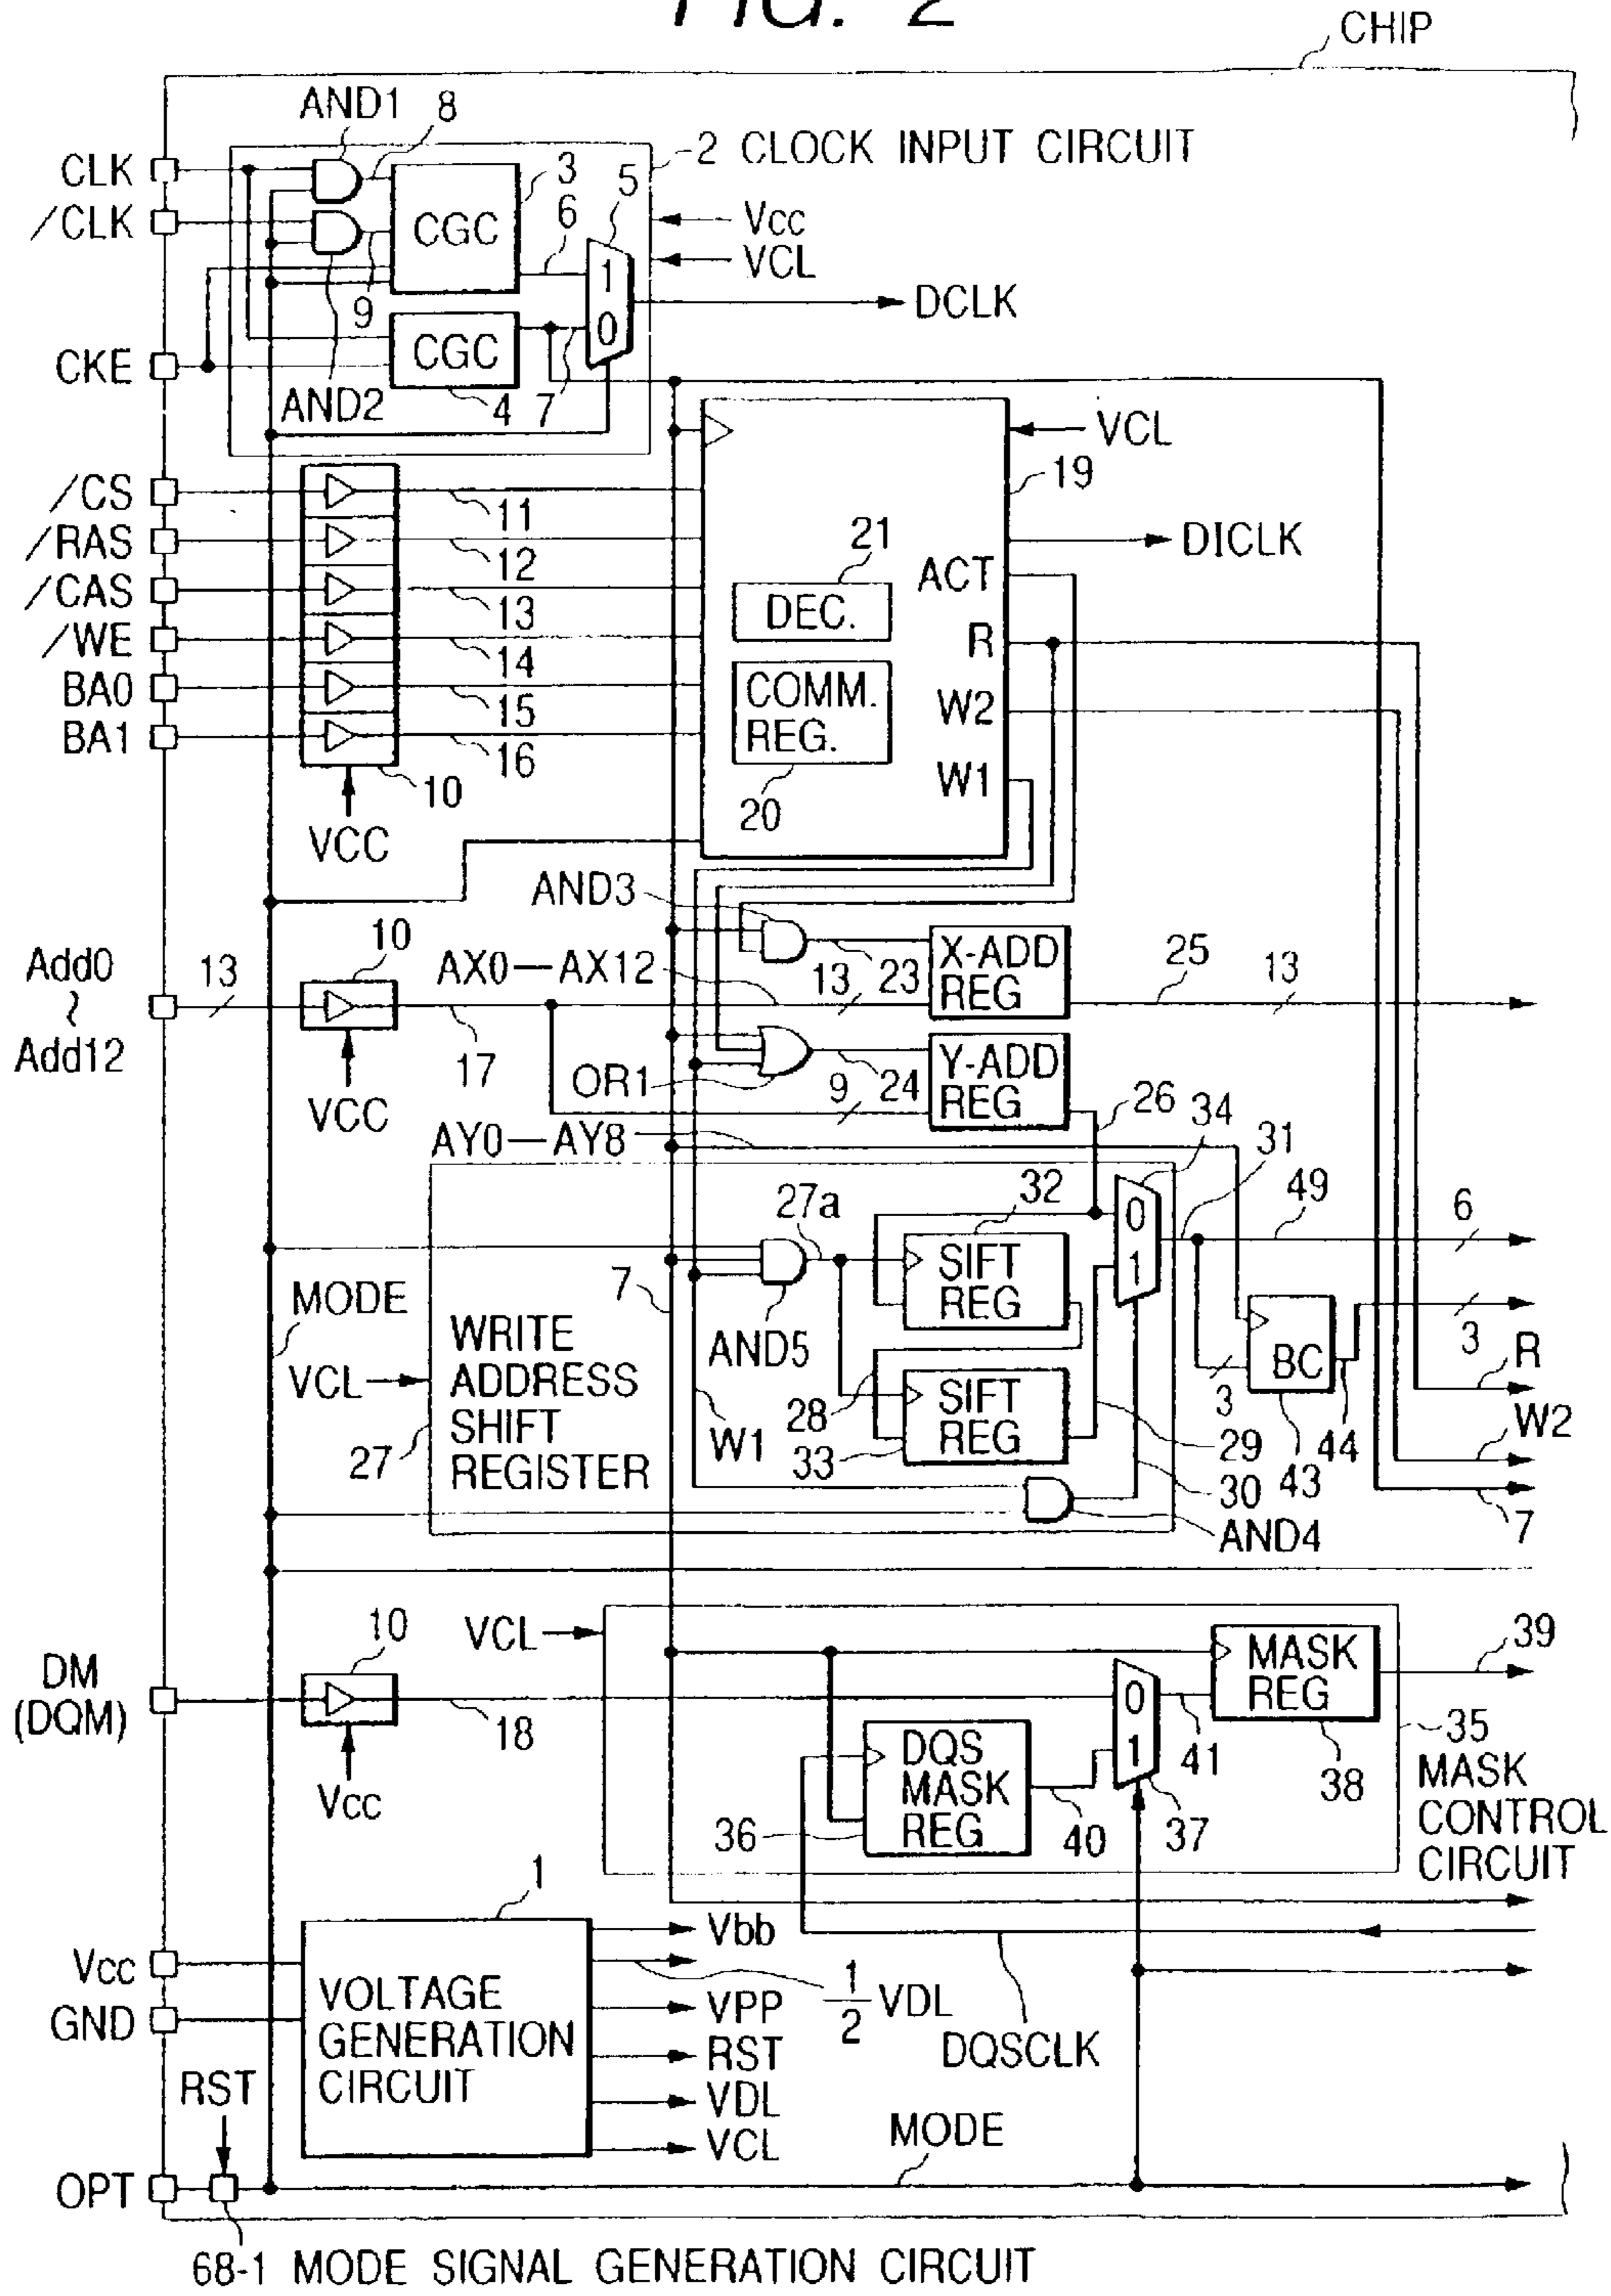 FIG. 2
CHIP
AND1
8
CLK
/CLK
CKE
2 CLOCK INPUT CIRCUIT
3
5
6
CGC
1
0
Vcc
VCL
DCLK
9
CGC
AND2
4
7
/CS
/RAS
/CAS
/WE
BA0
BA1
11
12
13
14
15
16
10
VCC
VCL
19
DICLK
21
DEC.
ACT
R
COMM.
REG.
W2
W1
20
AND3
Add0
~
Add12
13
10
VCC
AX0—AX12
17
13
23
X-ADD
REG
25
13
OR1
9
24
Y-ADD
REG
26
34
31
AY0—AY8
49
6
27a
32
0
1
SIFT
REG
7
MODE
VCL
27
WRITE
ADDRESS
SHIFT
REGISTER
AND5
W1
28
33
SIFT
REG
29
30
AND4
3
BC
43
44
3
R
W2
7
DM
(DQM)
10
Vcc
18
VCL
0
1
41
MASK
REG
38
39
35
MASK
CONTROL
CIRCUIT
DQS
MASK
REG
36
40
37
1
Vcc
GND
VOLTAGE
GENERATION
CIRCUIT
Vbb
1/2 VDL
VPP
RST
VDL
VCL
DQSCLK
RST
OPT
MODE
68-1 MODE SIGNAL GENERATION CIRCUIT